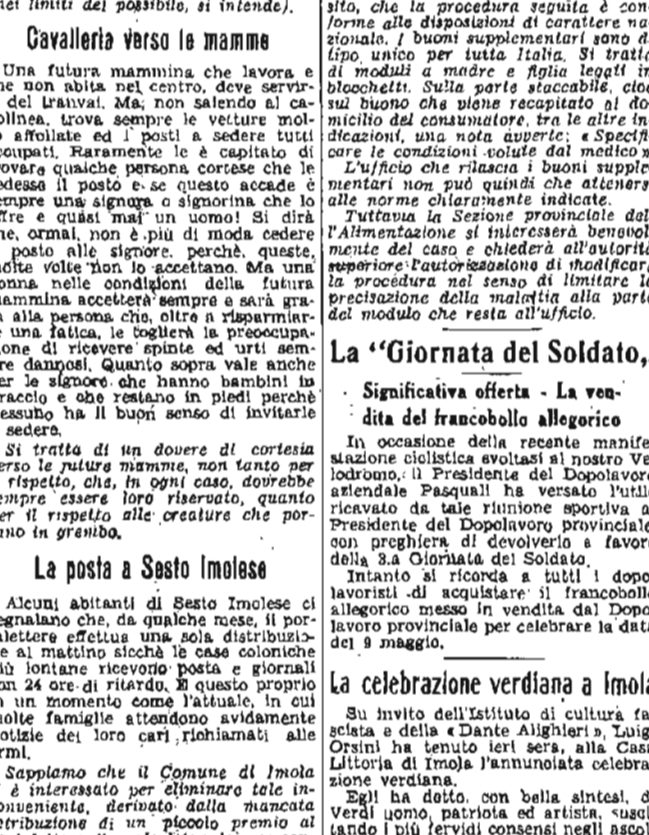 nei limiti del possibile, si intende).
Cavalleria verso le mamme
Una futura mammina che lavora e
he non abita nel centro, deve servir-
del tranvai. Ma, non salendo al ca-
olinea, trova sempre le vetture mol-
affollate ed i posti a sedere tutti
cupati. Raramente le è capitato di
ovare qualche persona cortese che le
edesse il posto e se questo accade è
empre una signora o signorina che lo
fre e quasi mai un uomo! Si dirà
he, ormai, non è più di moda cedere
posto alle signore, perchè, queste,
olte volte non lo accettano. Ma una
onna nelle condizioni della futura
ammina accetterà sempre e sarà gra-
a alla persona che, oltre a risparmiar-
e una fatica, le toglierà la preoccupa-
one di ricevere spinte ed urti sem-
re dannosi. Quanto sopra vale anche
er le signore che hanno bambini in
raccio e che restano in piedi perchè
essuno ha il buon senso di invitarle
sedere.
Si tratta di un dovere di cortesia
erso le future mamme, non tanto per
rispetto, che, in ogni caso, dovrebbe
empre essere loro riservato, quanto
er il rispetto alle creature che por-
ano in grembo.
La posta a Sesto Imolese
Alcuni abitanti di Sesto Imolese ci
egnalano che, da qualche mese, il por-
alettere effettua una sola distribuzio-
e al mattino sicchè le case coloniche
iù lontane ricevono posta e giornali
on 24 ore di ritardo. E questo proprio
n un momento come l'attuale, in cui
olte famiglie attendono avidamente
otizie dei loro cari richiamati alle
rmi.
Sappiamo che il Comune di Imola
è interessato per eliminare tale in-
onveniente, derivato dalla mancata
tribuzione di un piccolo premio al
sito, che la procedura seguita è con
forme alle disposizioni di carattere na
zionale. I buoni supplementari sono d
tipo unico per tutta Italia. Si tratta
di moduli a madre e figlia legati in
blocchetti. Sulla parte staccabile, cioè
sul buono che viene recapitato al do
micilio del consumatore, tra le altre in
dicazioni, una nota avverte: « Specifi
care le condizioni volute dal medico »
L'ufficio che rilascia i buoni supple
mentari non può quindi che atteners
alle norme chiaramente indicate.
Tuttavia la Sezione provinciale del
l'Alimentazione si interesserà benevol
mente del caso e chiederà all'autorità
superiore l'autorizzazione di modificar
la procedura nel senso di limitare la
precisazione della malattia alla parte
del modulo che resta all'ufficio.
La "Giornata del Soldato„
Significativa offerta - La ven-
dita del francobollo allegorico
In occasione della recente manife
stazione ciclistica svoltasi al nostro Ve
lodromo, il Presidente del Dopolavoro
aziendale Pasquali ha versato l'utile
ricavato da tale riunione sportiva a
Presidente del Dopolavoro provinciale
con preghiera di devolverlo a favore
della 3.a Giornata del Soldato.
Intanto si ricorda a tutti i dopo
lavoristi di acquistare il francobollo
allegorico messo in vendita dal Dopo
lavoro provinciale per celebrare la data
del 9 maggio.
La celebrazione verdiana a Imola
Su invito dell'Istituto di cultura fa
scista e della « Dante Alighieri », Luigi
Orsini ha tenuto ieri sera, alla Casa
Littoria di Imola l'annunciata celebra
zione verdiana.
Egli ha detto, con bella sintesi, di
Verdi uomo, patriota ed artista, susci
tando i più fervidi consensi negli ascol